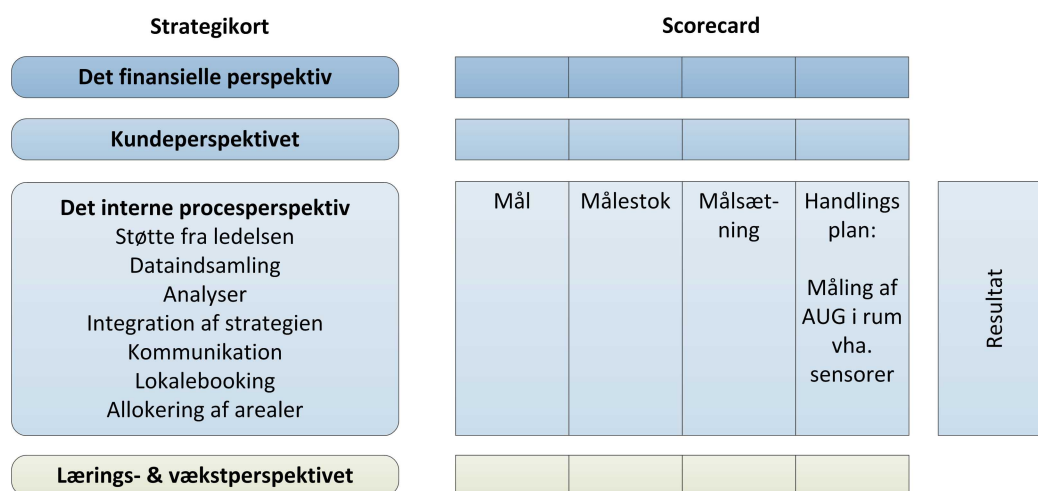 Strategikort
Scorecard
Det finansielle perspektiv
Kundeperspektivet
Det interne procesperspektiv
Støtte fra ledelsen
Dataindsamling
Analyser
Integration af strategien
Kommunikation
Lokalebooking
Allokering af arealer
Mål
Målestok
Målsæt-
ning
Handlings
plan:
Måling af
AUG i rum
vha.
sensorer
Resultat
Lærings- & vækstperspektivet